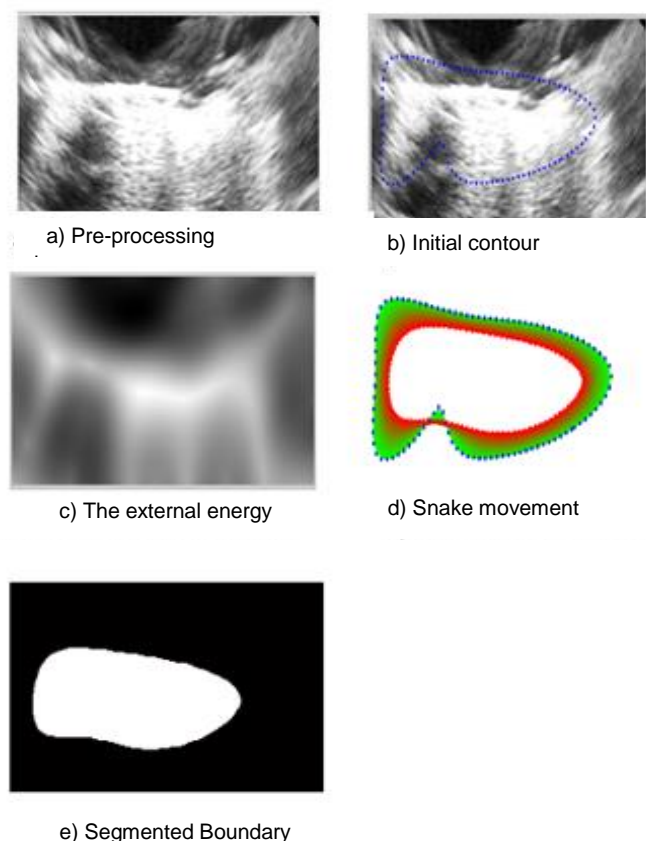 a) Pre-processing
b) Initial contour
c) The external energy
d) Snake movement
e) Segmented Boundary